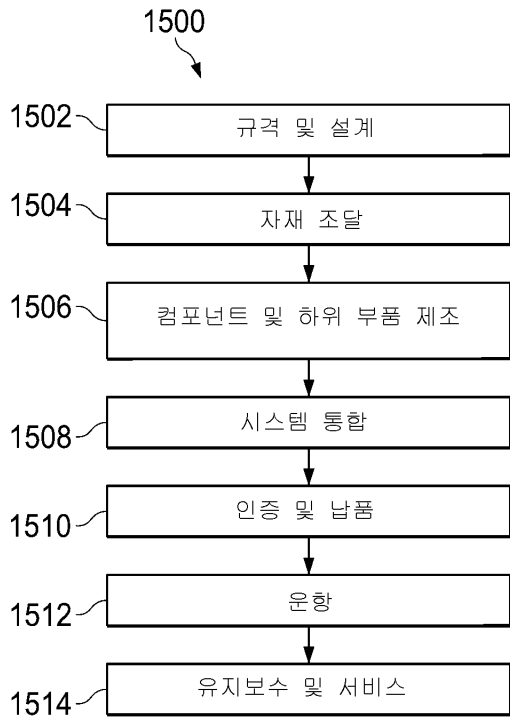 1500
1502 규격 및 설계
1504 자재 조달
1506 컴포넌트 및 하위 부품 제조
1508 시스템 통합
1510 인증 및 납품
1512 운항
1514 유지보수 및 서비스